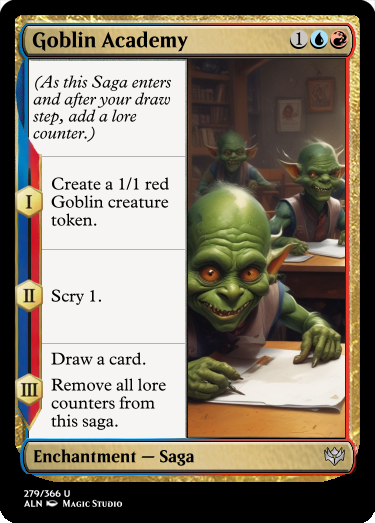 Goblin Academy 1
(As this Saga enters
and after your draw
step, add a lore
counter.)
I
Create a 1/1 red
Goblin creature
token.
II
Scry 1.
III
Draw a card.
Remove all lore
counters from
this saga.
Enchantment — Saga
279/366 U
ALN Magic Studio